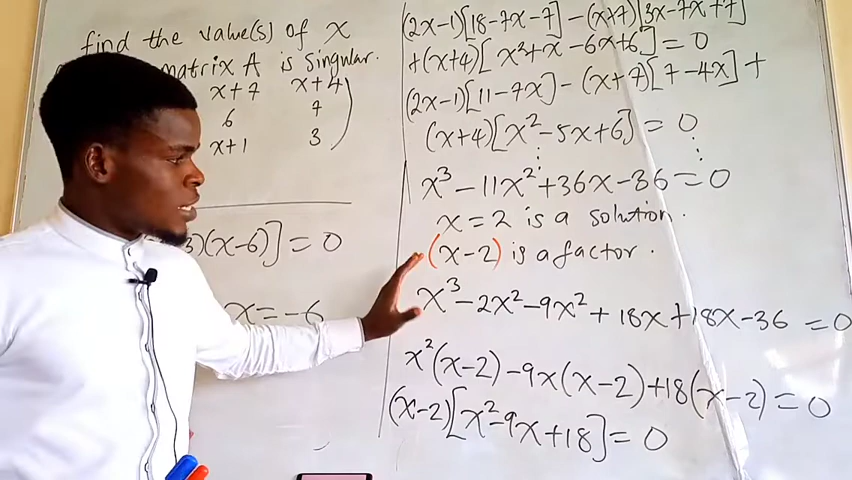 find the value(s) of x
matrix A is singular.
x+7 x+4
6 7
x+1 3
3)(x-6)] = 0
x = -6
(2x-1)[18-7x-7] - (x+7)[3x-7x+7]
+(x+4)[x²+x-6x+6] = 0
(2x-1)[11-7x] - (x+7)[7-4x] +
(x+4)[x²-5x+6] = 0
x³ - 11x² + 36x - 36 = 0
x = 2 is a solution.
(x-2) is a factor.
x³ - 2x² - 9x² + 18x + 18x - 36 = 0
x²(x-2) - 9x(x-2) + 18(x-2) = 0
(x-2)[x²-9x+18] = 0